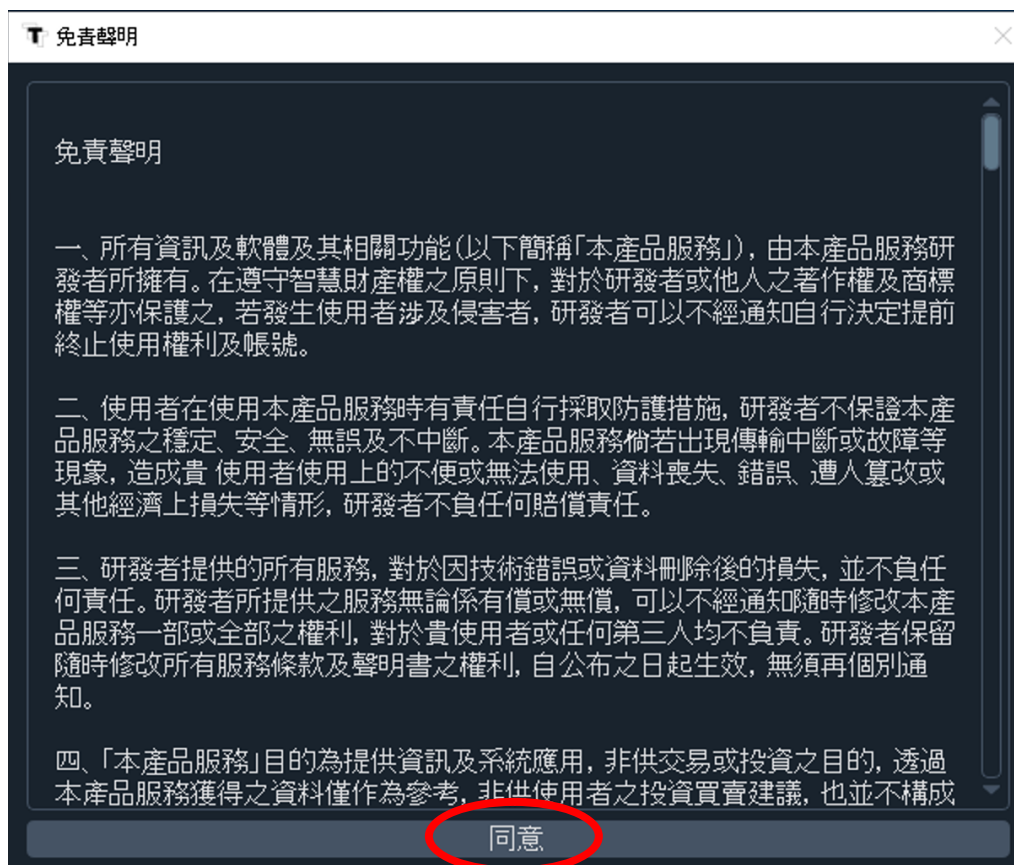 免責聲明
免責聲明
一、所有資訊及軟體及其相關功能(以下簡稱「本產品服務」), 由本產品服務研
發者所擁有。在遵守智慧財產權之原則下, 對於研發者或他人之著作權及商標
權等亦保護之, 若發生使用者涉及侵害者, 研發者可以不經通知自行決定提前
終止使用權利及帳號。
二、使用者在使用本產品服務時有責任自行採取防護措施, 研發者不保證本產
品服務之穩定、安全、無誤及不中斷。本產品服務倘若出現傳輸中斷或故障等
現象, 造成貴 使用者使用上的不便或無法使用、資料喪失、錯誤、遭人篡改或
其他經濟上損失等情形, 研發者不負任何賠償責任。
三、研發者提供的所有服務, 對於因技術錯誤或資料刪除後的損失, 並不負任
何責任。研發者所提供之服務無論係有償或無償, 可以不經通知隨時修改本產
品服務一部或全部之權利, 對於貴使用者或任何第三人均不負責。研發者保留
隨時修改所有服務條款及聲明書之權利, 自公布之日起生效, 無須再個別通
知。
四、「本產品服務」目的為提供資訊及系統應用, 非供交易或投資之目的, 透過
本產品服務獲得之資料僅作為參考, 非供使用者之投資買賣建議, 也並不構成
同意